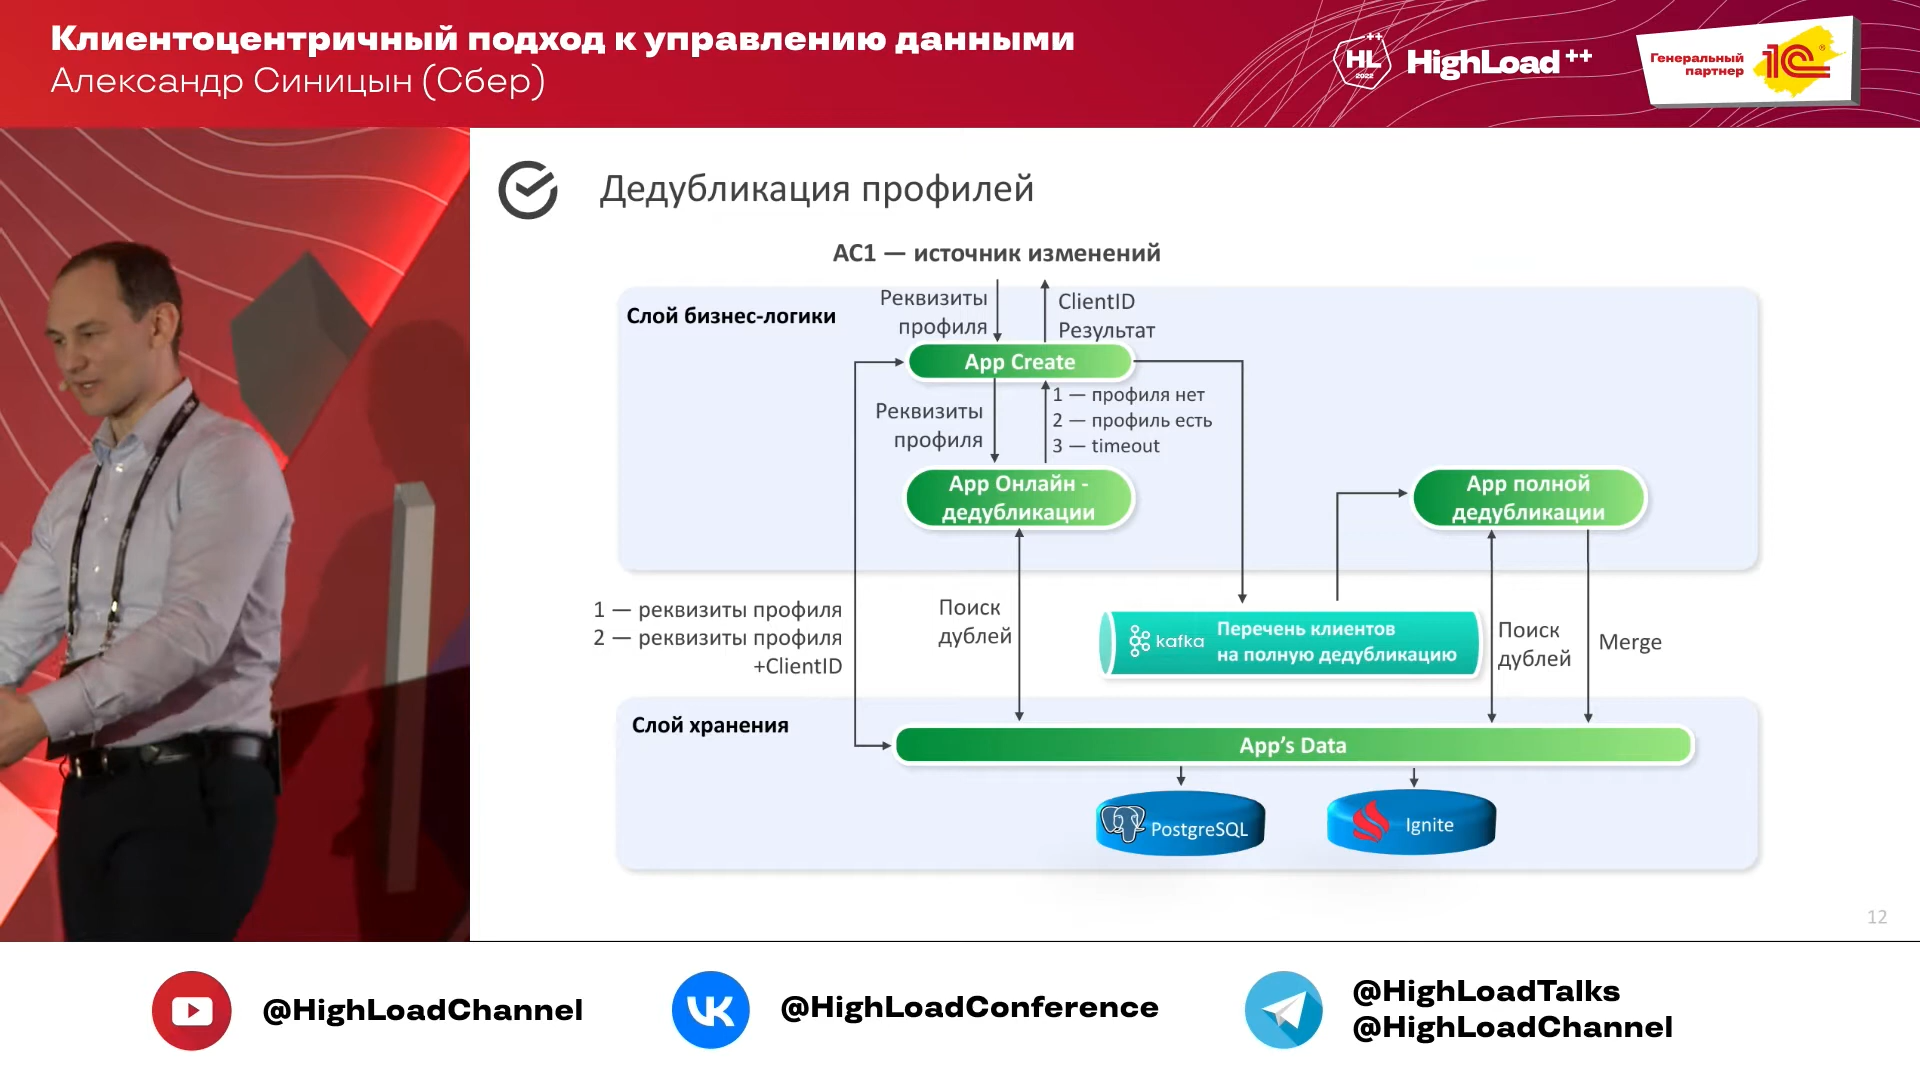 Клиентоцентричный подход к управлению данными
Александр Синицын (Сбер)
HL++
2022
HighLoad++
Генеральный
партнер
1С®
Дедубликация профилей
АС1 — источник изменений
Слой бизнес-логики
Реквизиты
профиля
ClientID
Результат
App Create
Реквизиты
профиля
1 — профиля нет
2 — профиль есть
3 — timeout
App Онлайн -
дедубликации
App полной
дедубликации
1 — реквизиты профиля
2 — реквизиты профиля
+ClientID
Поиск
дублей
kafka
Перечень клиентов
на полную дедубликацию
Поиск
дублей
Merge
Слой хранения
App’s Data
PostgreSQL
Ignite
12
@HighLoadChannel
@HighLoadConference
@HighLoadTalks
@HighLoadChannel